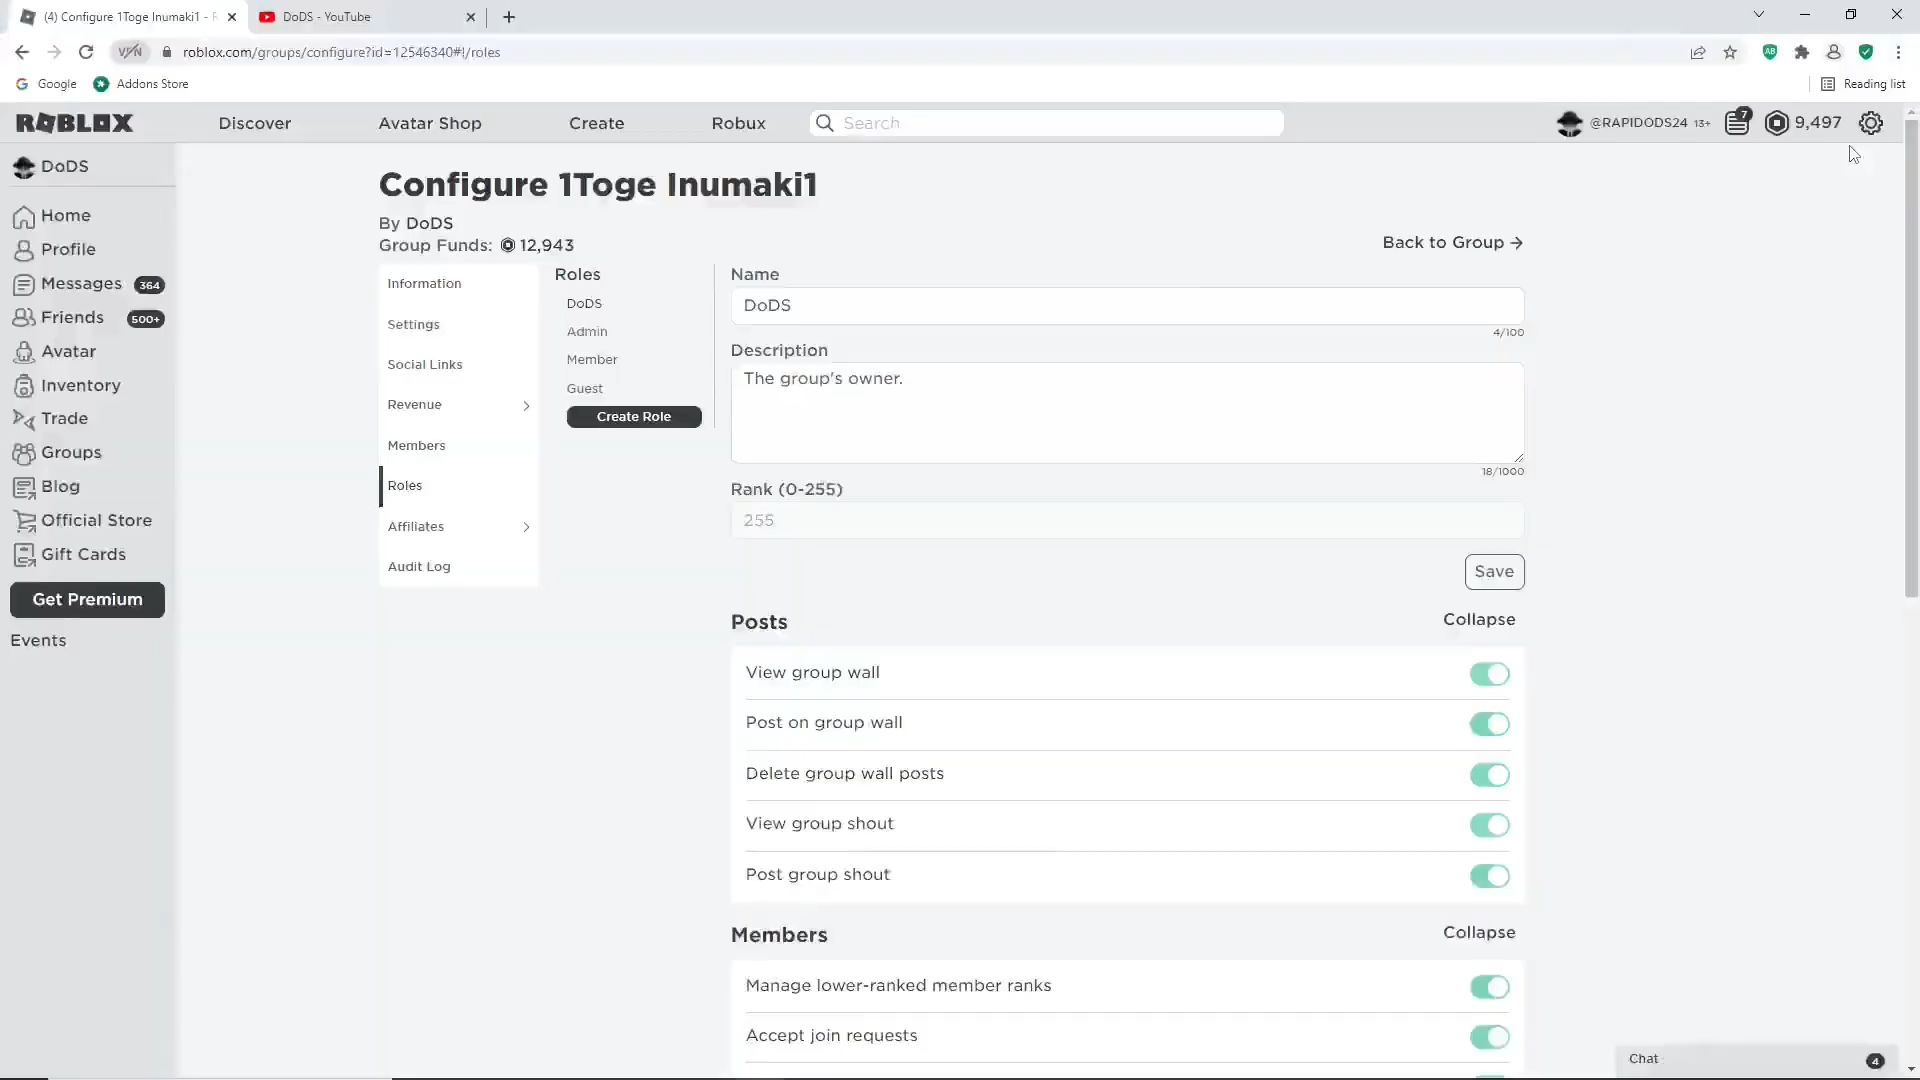 (4) Configure 1Toge Inumaki1 - R
DoDS - YouTube
VPN
roblox.com/groups/configure?id=12546340#!/roles
Google
Addons Store
Reading list
ROBLOX
Discover
Avatar Shop
Create
Robux
Search
@RAPIDODS24 13+
7
9,497
DoDS
Home
Profile
Messages 364
Friends 500+
Avatar
Inventory
Trade
Groups
Blog
Official Store
Gift Cards
Get Premium
Events
Configure 1Toge Inumaki1
By DoDS
Group Funds: 12,943
Back to Group →
Information
Settings
Social Links
Revenue
Members
Roles
Affiliates
Audit Log
Roles
DoDS
Admin
Member
Guest
Create Role
Name
DoDS
4/100
Description
The group's owner.
18/1000
Rank (0-255)
255
Save
Posts
Collapse
View group wall
Post on group wall
Delete group wall posts
View group shout
Post group shout
Members
Collapse
Manage lower-ranked member ranks
Accept join requests
Chat
4